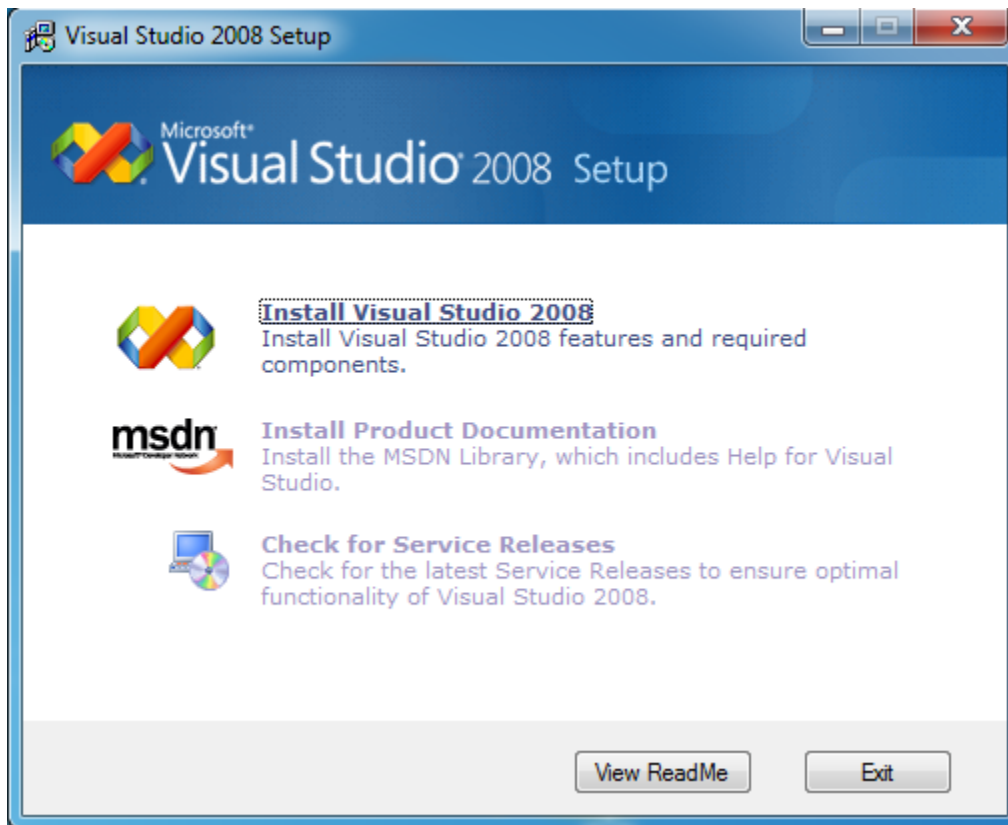 Visual Studio 2008 Setup
Microsoft®
Visual Studio® 2008 Setup
Install Visual Studio 2008
Install Visual Studio 2008 features and required
components.
msdn
Install Product Documentation
Install the MSDN Library, which includes Help for Visual
Studio.
Check for Service Releases
Check for the latest Service Releases to ensure optimal
functionality of Visual Studio 2008.
View ReadMe
Exit